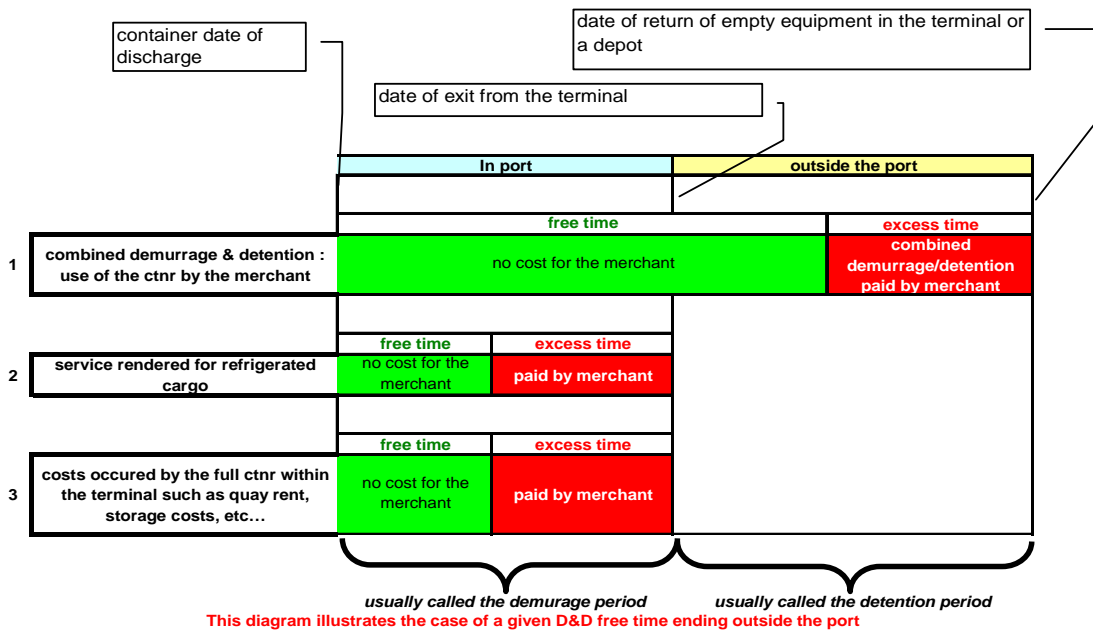 container date of
discharge
date of return of empty equipment in the terminal or
a depot
date of exit from the terminal
In port
outside the port
free time
excess time
1
combined demurrage & detention :
use of the ctnr by the merchant
no cost for the merchant
combined
demurrage/detention
paid by merchant
free time
excess time
2
service rendered for refrigerated
cargo
no cost for the
merchant
paid by merchant
free time
excess time
3
costs occured by the full ctnr within
the terminal such as quay rent,
storage costs, etc…
no cost for the
merchant
paid by merchant
usually called the demurage period
usually called the detention period
This diagram illustrates the case of a given D&D free time ending outside the port